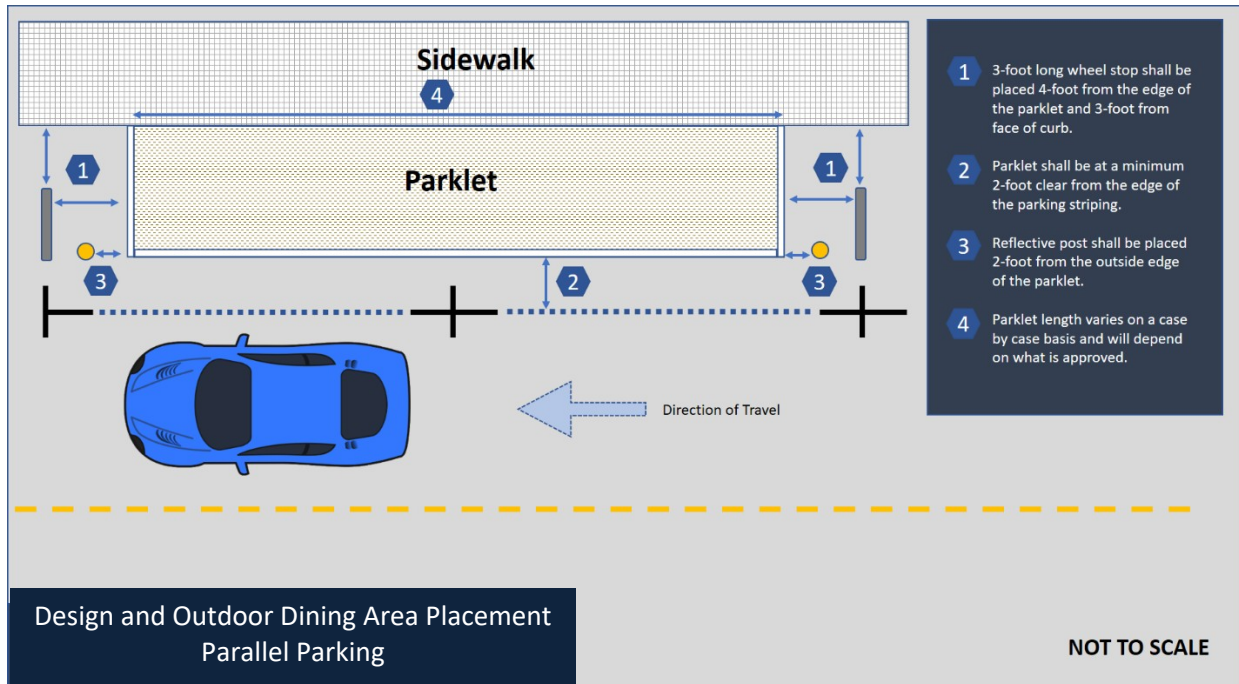 Sidewalk
4
1
Parklet
1
3
2
3
Direction of Travel
1
3-foot long wheel stop shall be
placed 4-foot from the edge of
the parklet and 3-foot from
face of curb.
2
Parklet shall be at a minimum
2-foot clear from the edge of
the parking striping.
3
Reflective post shall be placed
2-foot from the outside edge
of the parklet.
4
Parklet length varies on a case
by case basis and will depend
on what is approved.
Design and Outdoor Dining Area Placement
Parallel Parking
NOT TO SCALE